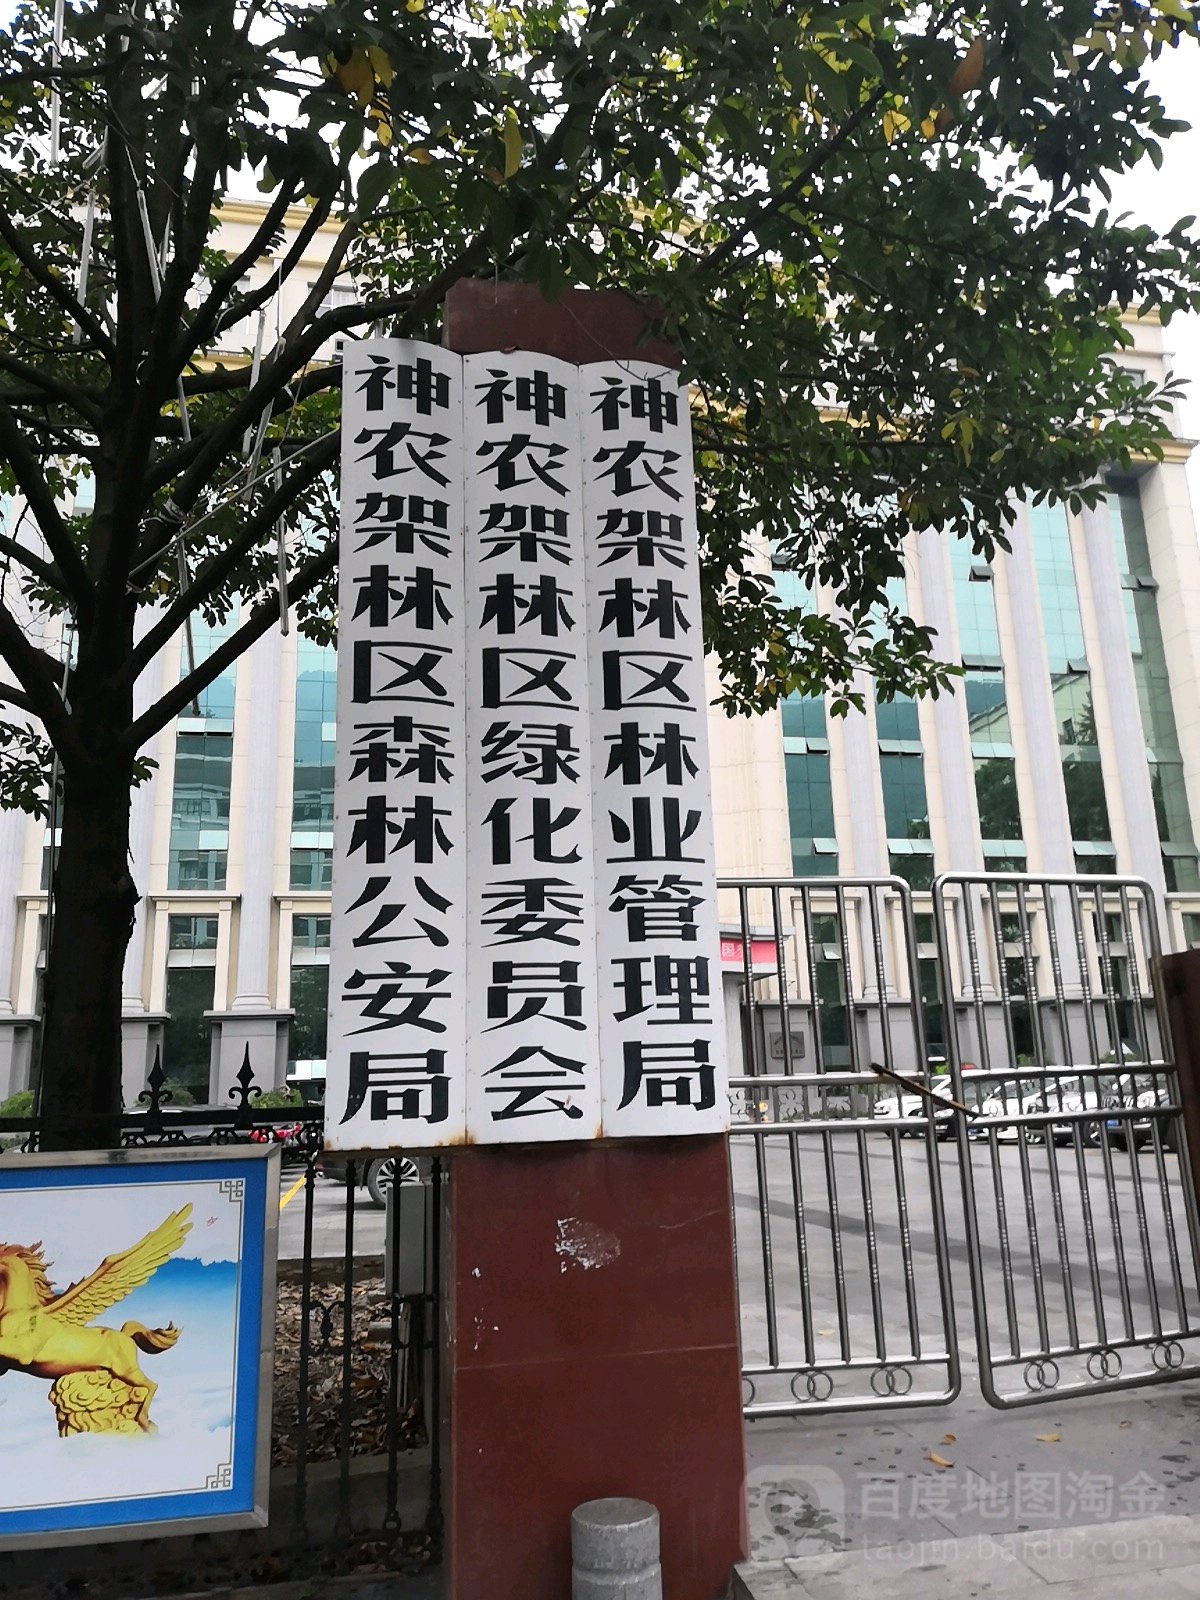 神农架林区森林公安局
神农架林区绿化委员会
神农架林区林业管理局
百度地图淘金
taojin.baidu.com